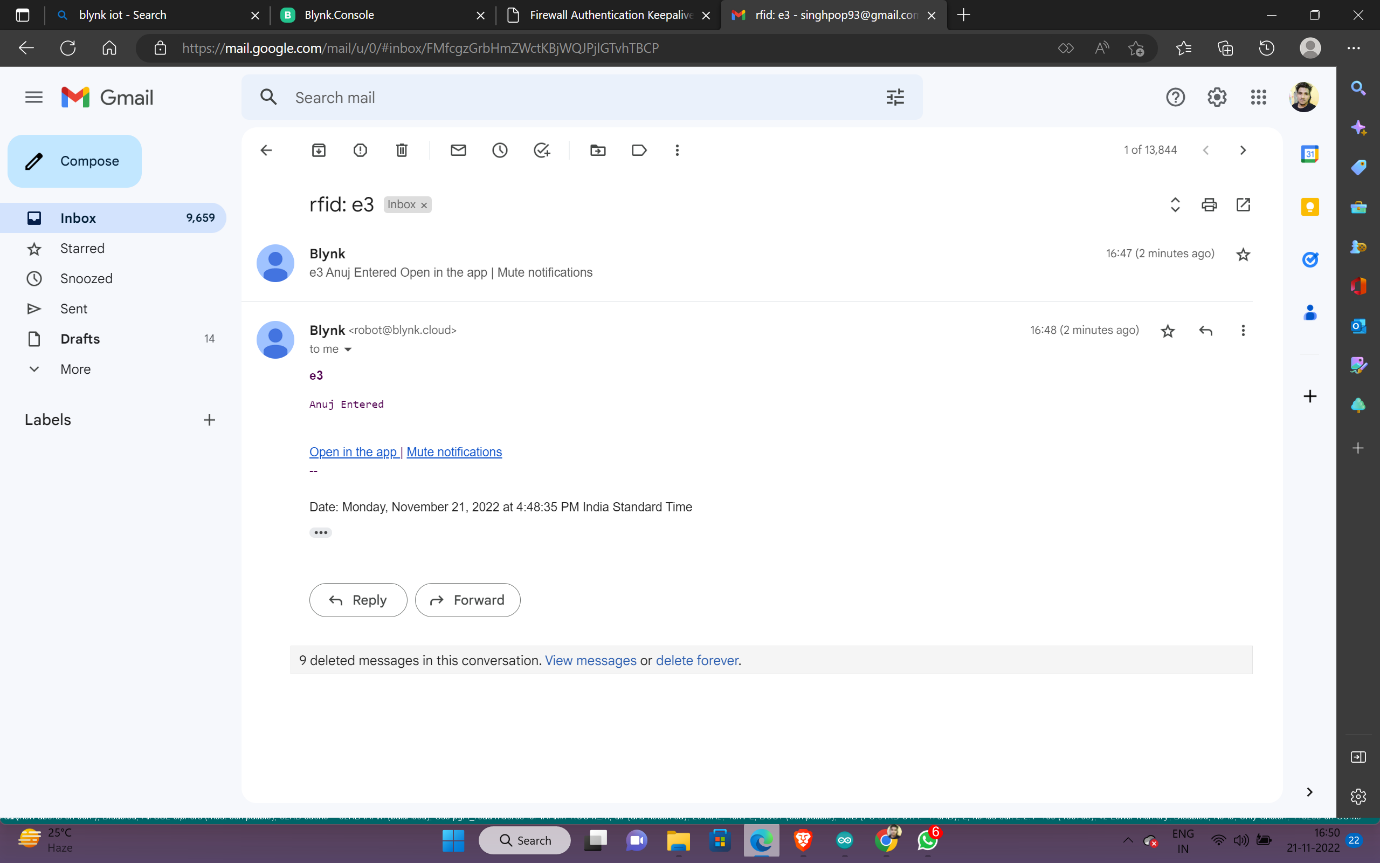 blynk iot - Search
Blynk.Console
Firewall Authentication Keepalive
rfid: e3 - singhpop93@gmail.com
https://mail.google.com/mail/u/0/#inbox/FMfcgzGrbHmZWctKBjWQJPjlGTvhTBCP
Gmail
Search mail
Compose
1 of 13,844
Inbox 9,659
Starred
Snoozed
Sent
Drafts 14
More
Labels
rfid: e3 Inbox x
Blynk 16:47 (2 minutes ago)
e3 Anuj Entered Open in the app | Mute notifications
Blynk <robot@blynk.cloud> 16:48 (2 minutes ago)
to me
e3
Anuj Entered
Open in the app | Mute notifications
--
Date: Monday, November 21, 2022 at 4:48:35 PM India Standard Time
Reply Forward
9 deleted messages in this conversation. View messages or delete forever.
31
25°C
Haze
Search
6
ENG
IN
16:50
21-11-2022
22